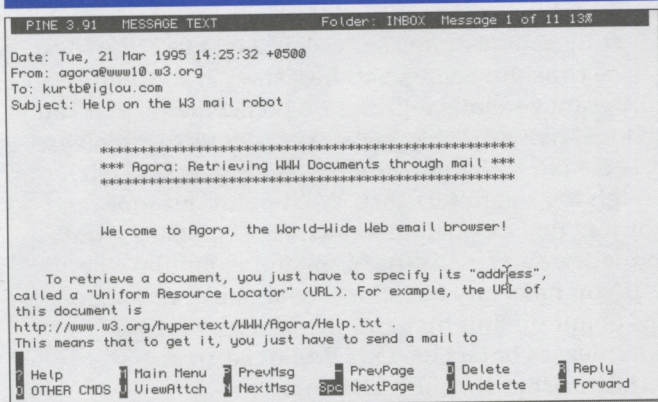 PINE 3.91 MESSAGE TEXT Folder: INBOX Message 1 of 11 13%
Date: Tue, 21 Mar 1995 14:25:32 +0500
From: agora@www10.w3.org
To: kurtb@iglou.com
Subject: Help on the W3 mail robot
****************************************************
*** Agora: Retrieving WWW Documents through mail ***
****************************************************
Welcome to Agora, the World-Wide Web email browser!
To retrieve a document, you just have to specify its "address",
called a "Uniform Resource Locator" (URL). For example, the URL of
this document is
http://www.w3.org/hypertext/WWW/Agora/Help.txt .
This means that to get it, you just have to send a mail to
? Help M Main Menu P PrevMsg - PrevPage D Delete R Reply
O OTHER CMDS V ViewAttch N NextMsg Spc NextPage U Undelete F Forward